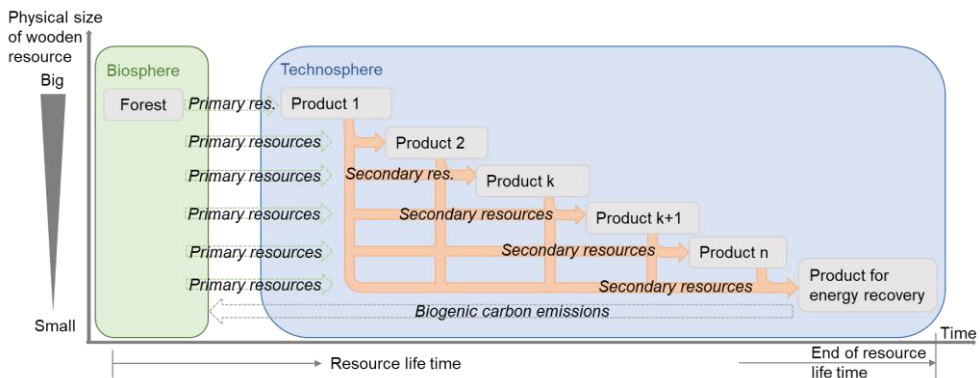 Physical size
of wooden
resource
Big
Small
Biosphere
Technosphere
Forest
Primary res.
Product 1
Primary resources
Product 2
Primary resources
Secondary res.
Product k
Primary resources
Secondary resources
Product k+1
Primary resources
Secondary resources
Product n
Primary resources
Secondary resources
Product for
energy recovery
Biogenic carbon emissions
Time
Resource life time
End of resource
life time